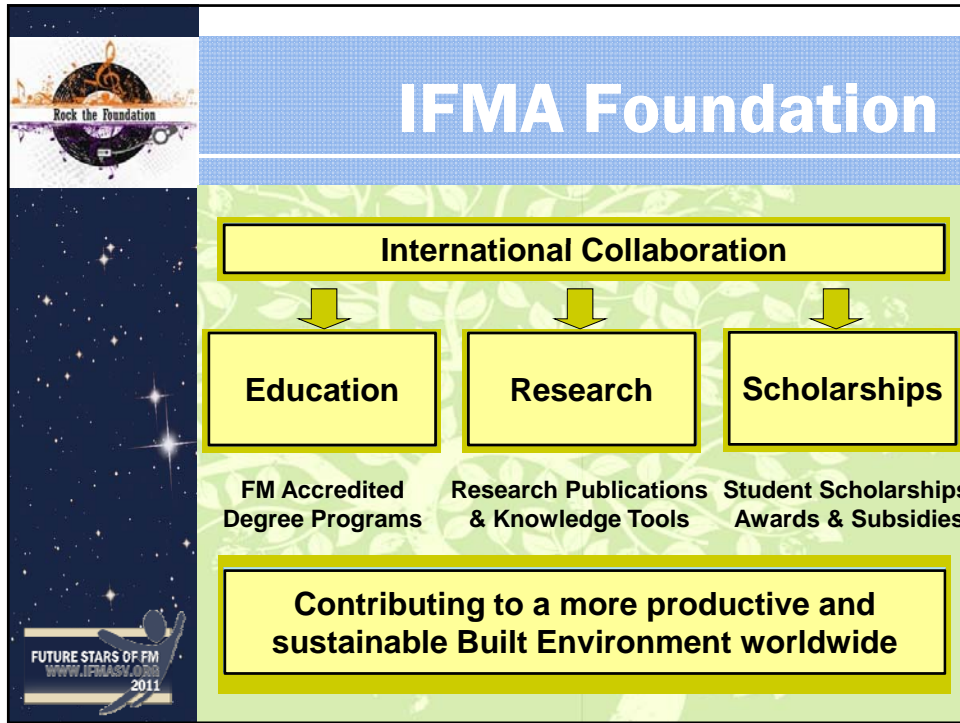 Rock the Foundation
IFMA Foundation
International Collaboration
Education
Research
Scholarships
FM Accredited
Degree Programs
Research Publications
& Knowledge Tools
Student Scholarships
Awards & Subsidies
Contributing to a more productive and
sustainable Built Environment worldwide
FUTURE STARS OF FM
WWW.IFMASV.ORG
2011